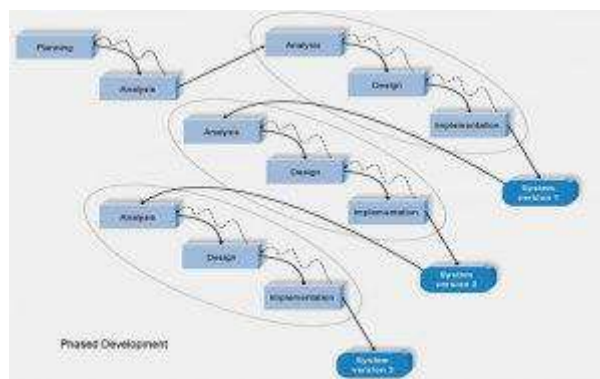 Planning
Analysis
Analysis
Design
Implementation
System
version 1
Analysis
Design
Implementation
System
version 2
Analysis
Design
Implementation
System
version 3
Phased Development